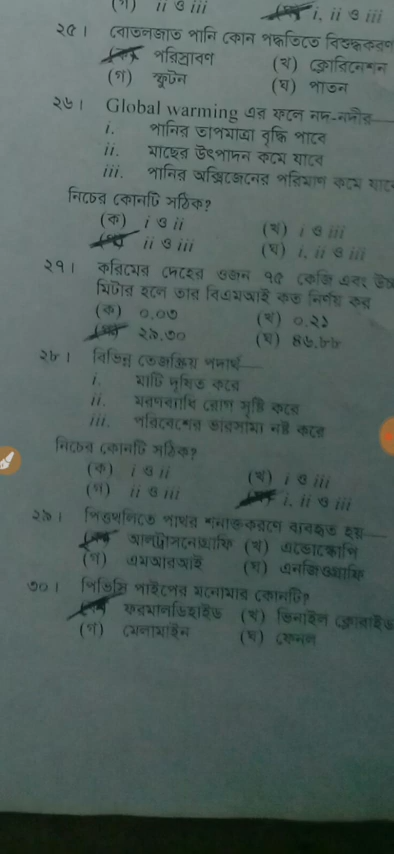 (গ) ii ও iii i, ii ও iii
২৫। বোতলজাত পানি কোন পদ্ধতিতে বিশুদ্ধকরণ
(ক) পরিস্রাবণ (খ) ক্লোরিনেশন
(গ) স্ফুটন (ঘ) পাতন
২৬। Global warming এর ফলে নদ-নদীর—
i. পানির তাপমাত্রা বৃদ্ধি পাবে
ii. মাছের উৎপাদন কমে যাবে
iii. পানির অক্সিজেনের পরিমাণ কমে যাবে
নিচের কোনটি সঠিক?
(ক) i ও ii (খ) i ও iii
ii ও iii (ঘ) i, ii ও iii
২৭। করিমের দেহের ওজন ৭৫ কেজি এবং
মিটার হলে তার বিএমআই কত নির্ণয় কর
(ক) ০.০৩ (খ) ০.২১
২৯.৩০ (ঘ) ৪৬.৮৮
২৮। বিভিন্ন তেজস্ক্রিয় পদার্থ—
i. মাটি দূষিত করে
ii. মরণব্যাধি রোগ সৃষ্টি করে
iii. পরিবেশের ভারসাম্য নষ্ট করে
নিচের কোনটি সঠিক?
(ক) i ও ii (খ) i ও iii
(গ) ii ও iii i, ii ও iii
২৯। পিত্তথলিতে পাথর শনাক্তকরণে ব্যবহৃত হয়—
আলট্রাসনোগ্রাফি (খ) এন্ডোস্কোপি
(গ) এমআরআই (ঘ) এনজিওগ্রাফি
৩০। পিভিসি পাইপের মনোমার কোনটি?
ফরমালডিহাইড (খ) ভিনাইল ক্লোরাইড
(গ) মেলামাইন (ঘ) ফেনল